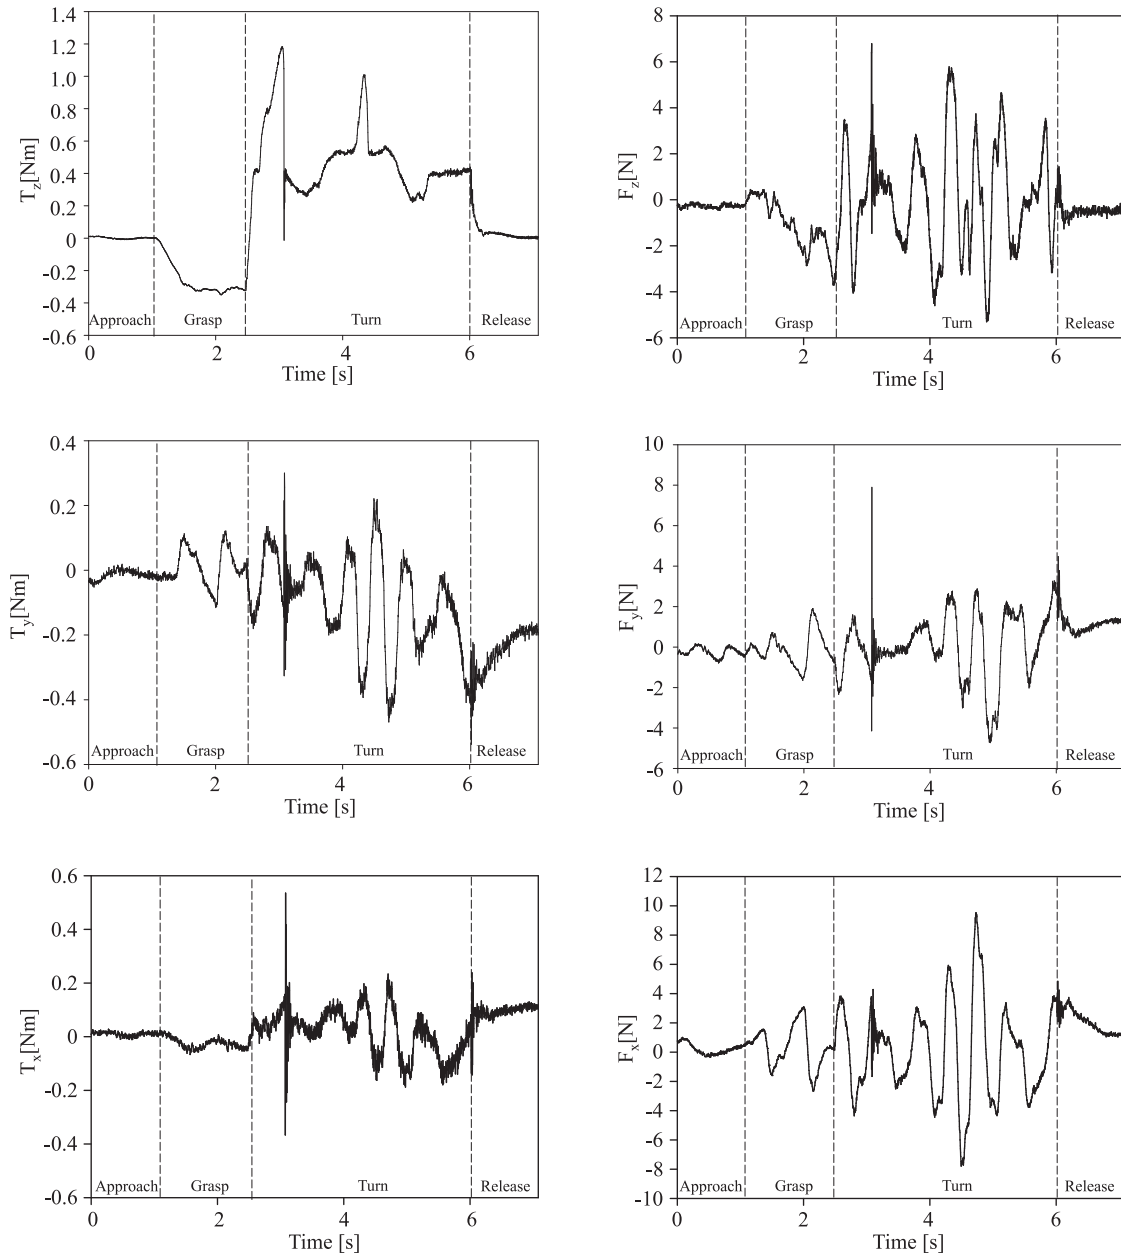 1.4
1.2
1.0
0.8
0.6
0.4
0.2
0
-0.2
-0.4
-0.6
T_z[Nm]
Approach Grasp Turn Release
0 2 4 6
Time [s]
8
6
4
2
0
-2
-4
-6
F_z[N]
Approach Grasp Turn Release
0 2 4 6
Time [s]
0.4
0.2
0
-0.2
-0.4
-0.6
T_y[Nm]
Approach Grasp Turn Release
0 2 4 6
Time [s]
10
8
6
4
2
0
-2
-4
-6
F_y[N]
Approach Grasp Turn Release
0 2 4 6
Time [s]
0.6
0.4
0.2
0
-0.2
-0.4
-0.6
T_x[Nm]
Approach Grasp Turn Release
0 2 4 6
Time [s]
12
10
8
6
4
2
0
-2
-4
-6
-8
-10
F_x[N]
Approach Grasp Turn Release
0 2 4 6
Time [s]